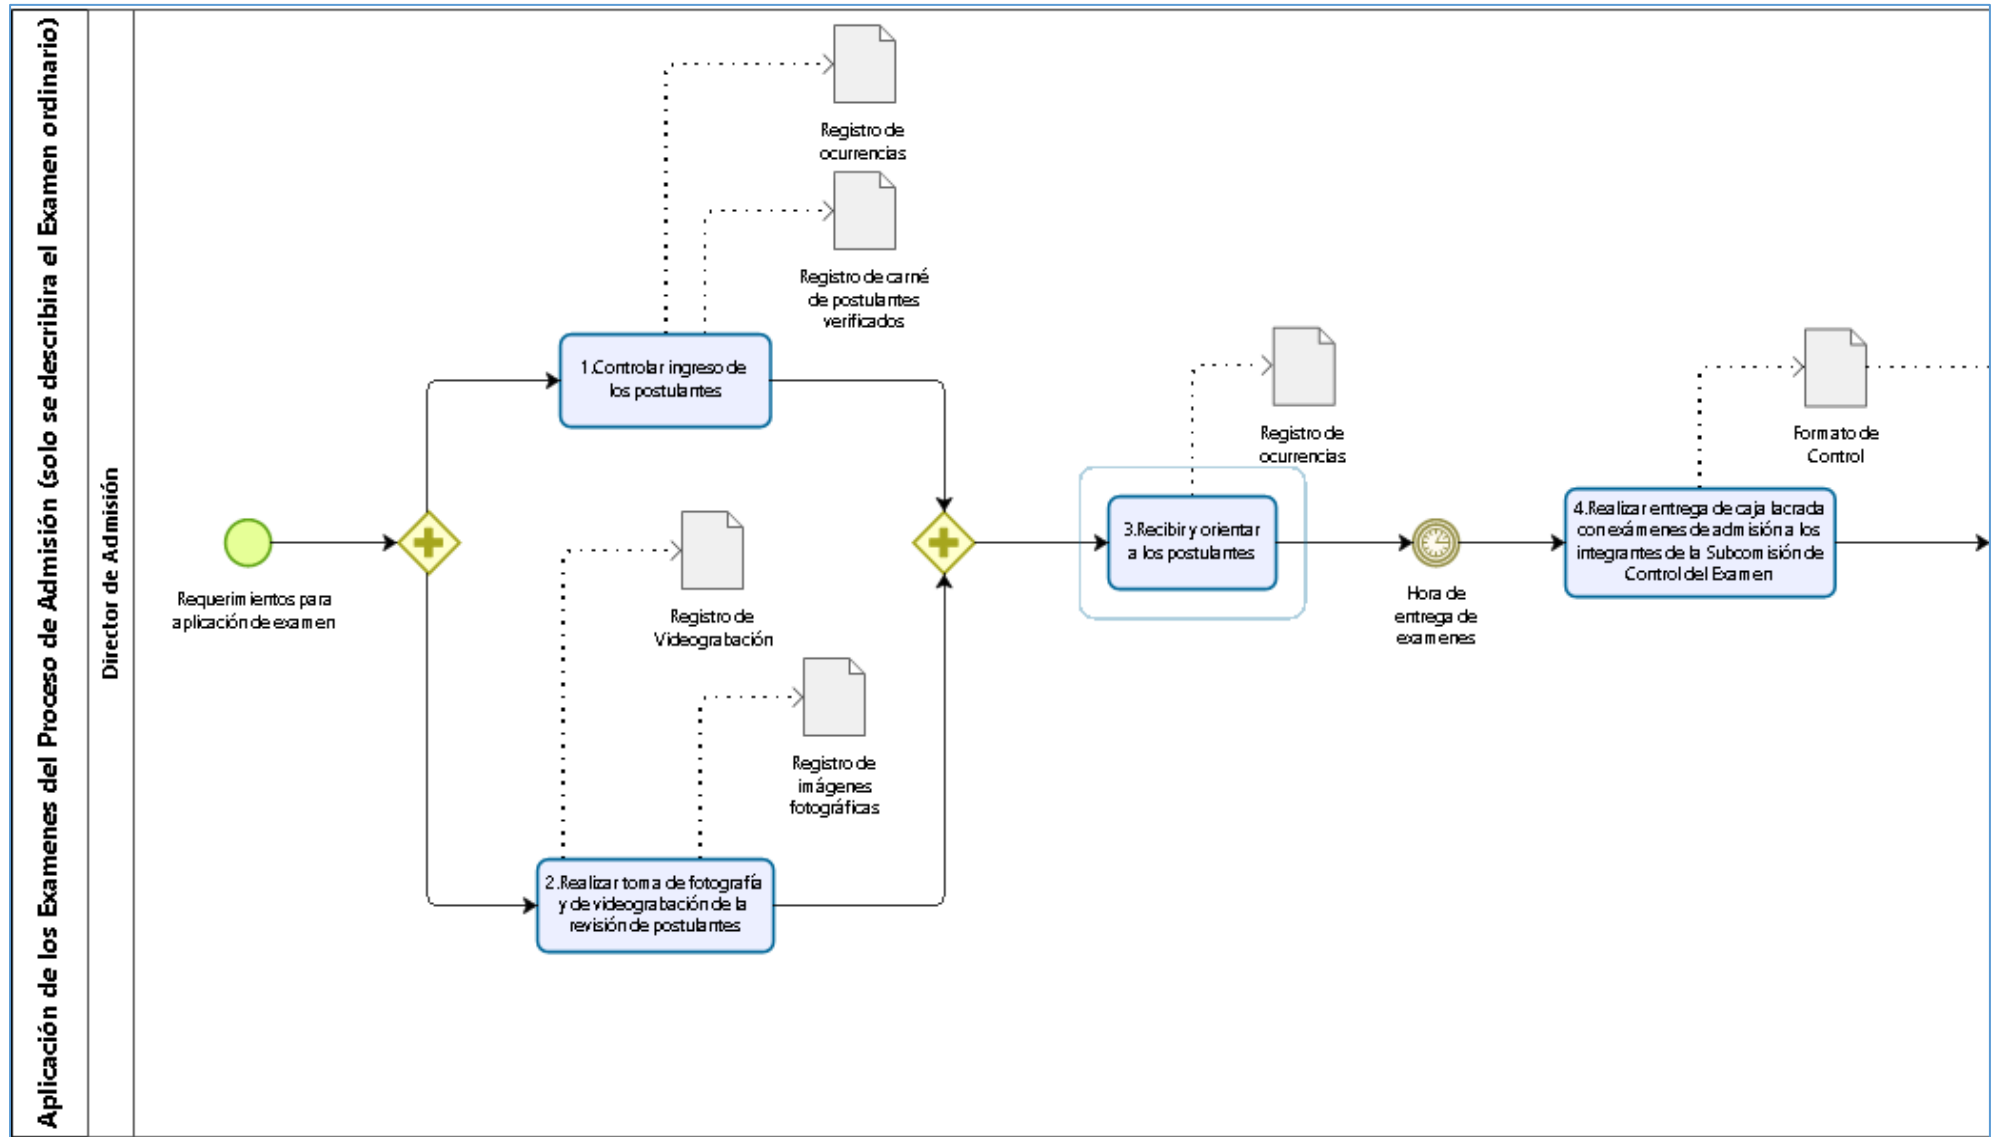 Aplicación de los Examenes del Proceso de Admisión (solo se describira el Examen ordinario)
Director de Admisión
Requerimientos para
aplicación de examen
Registro de
ocurrencias
Registro de carné
de postulantes
verificados
1.Controlar ingreso de
los postulantes
Registro de
Videograbación
Registro de
imágenes
fotográficas
2.Realizar toma de fotografía
y de videograbación de la
revisión de postulantes
Registro de
ocurrencias
3.Recibir y orientar
a los postulantes
Hora de
entrega de
examenes
Formato de
Control
4.Realizar entrega de caja lacrada
con exámenes de admisión a los
integrantes de la Subcomisión de
Control del Examen